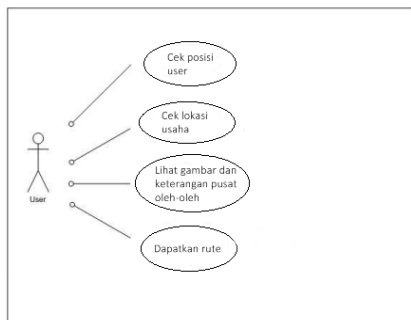 Cek posisi
user
Cek lokasi
usaha
Lihat gambar dan
keterangan pusat
oleh-oleh
User
Dapatkan rute